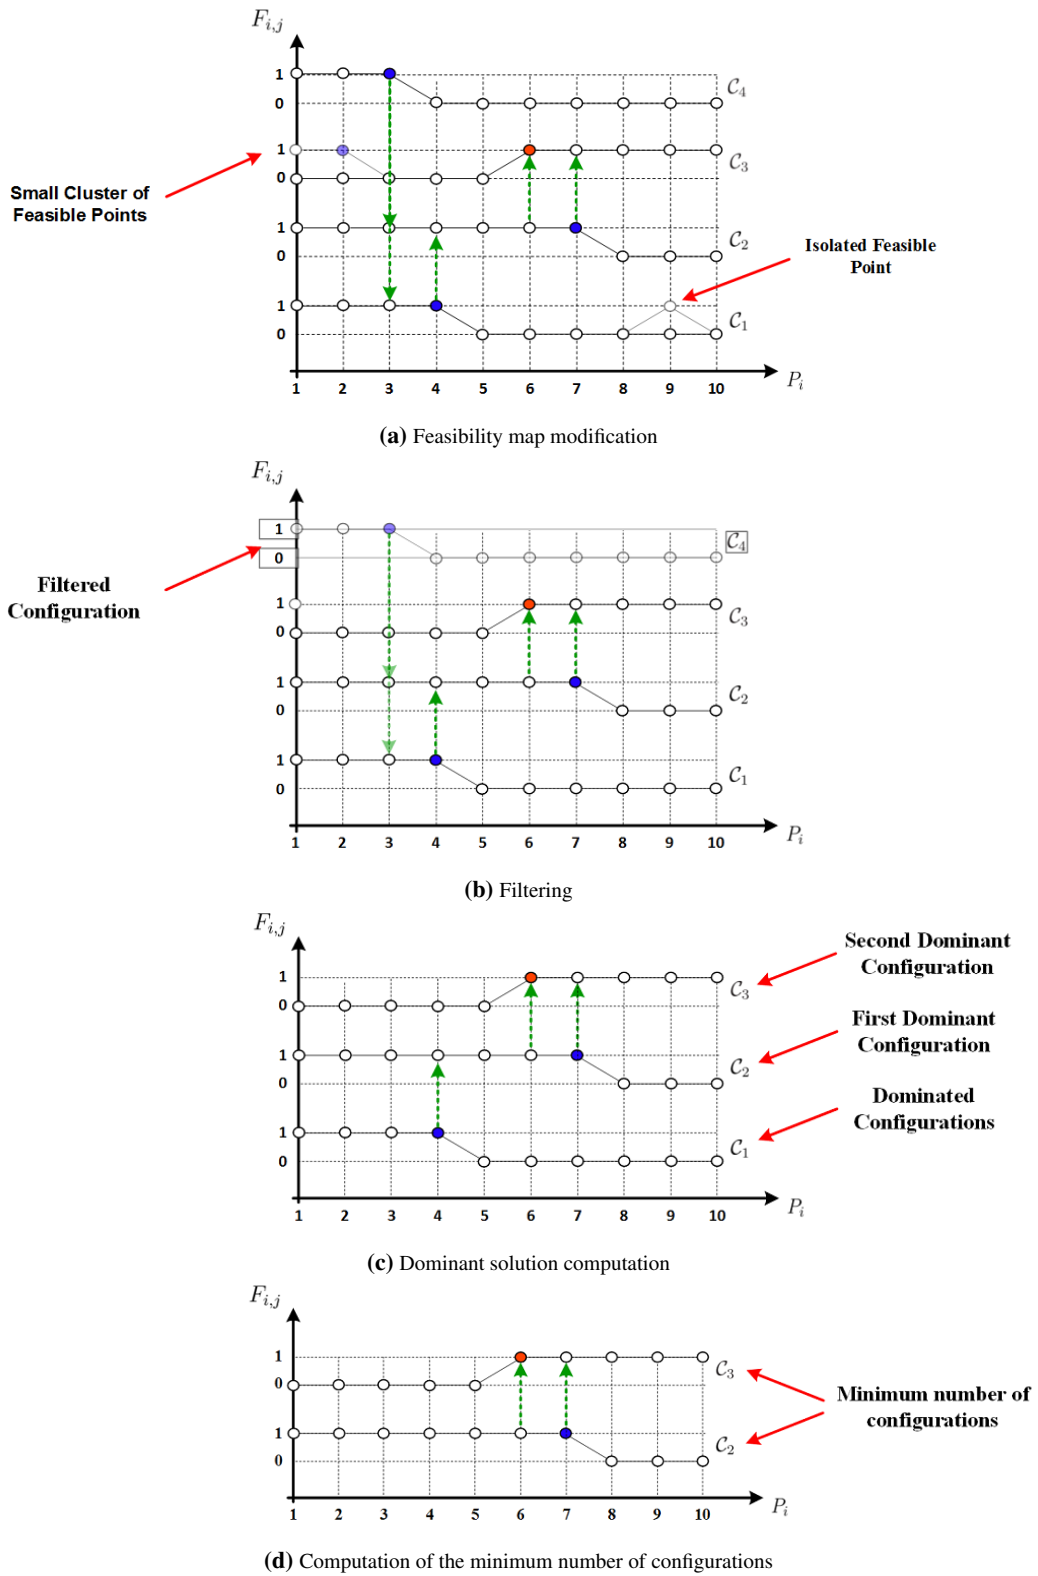 F_{i,j}
1
C_4
0
1
C_3
0
Small Cluster of
Feasible Points
1
C_2
0
Isolated Feasible
Point
1
C_1
0
1 2 3 4 5 6 7 8 9 10 P_i
(a) Feasibility map modification
F_{i,j}
1
C_4
0
Filtered
Configuration
1
C_3
0
1
C_2
0
1
C_1
0
1 2 3 4 5 6 7 8 9 10 P_i
(b) Filtering
F_{i,j}
Second Dominant
Configuration
1
C_3
0
First Dominant
Configuration
1
C_2
0
Dominated
Configurations
1
C_1
0
1 2 3 4 5 6 7 8 9 10 P_i
(c) Dominant solution computation
F_{i,j}
1
C_3
0
Minimum number of
configurations
1
C_2
0
1 2 3 4 5 6 7 8 9 10 P_i
(d) Computation of the minimum number of configurations